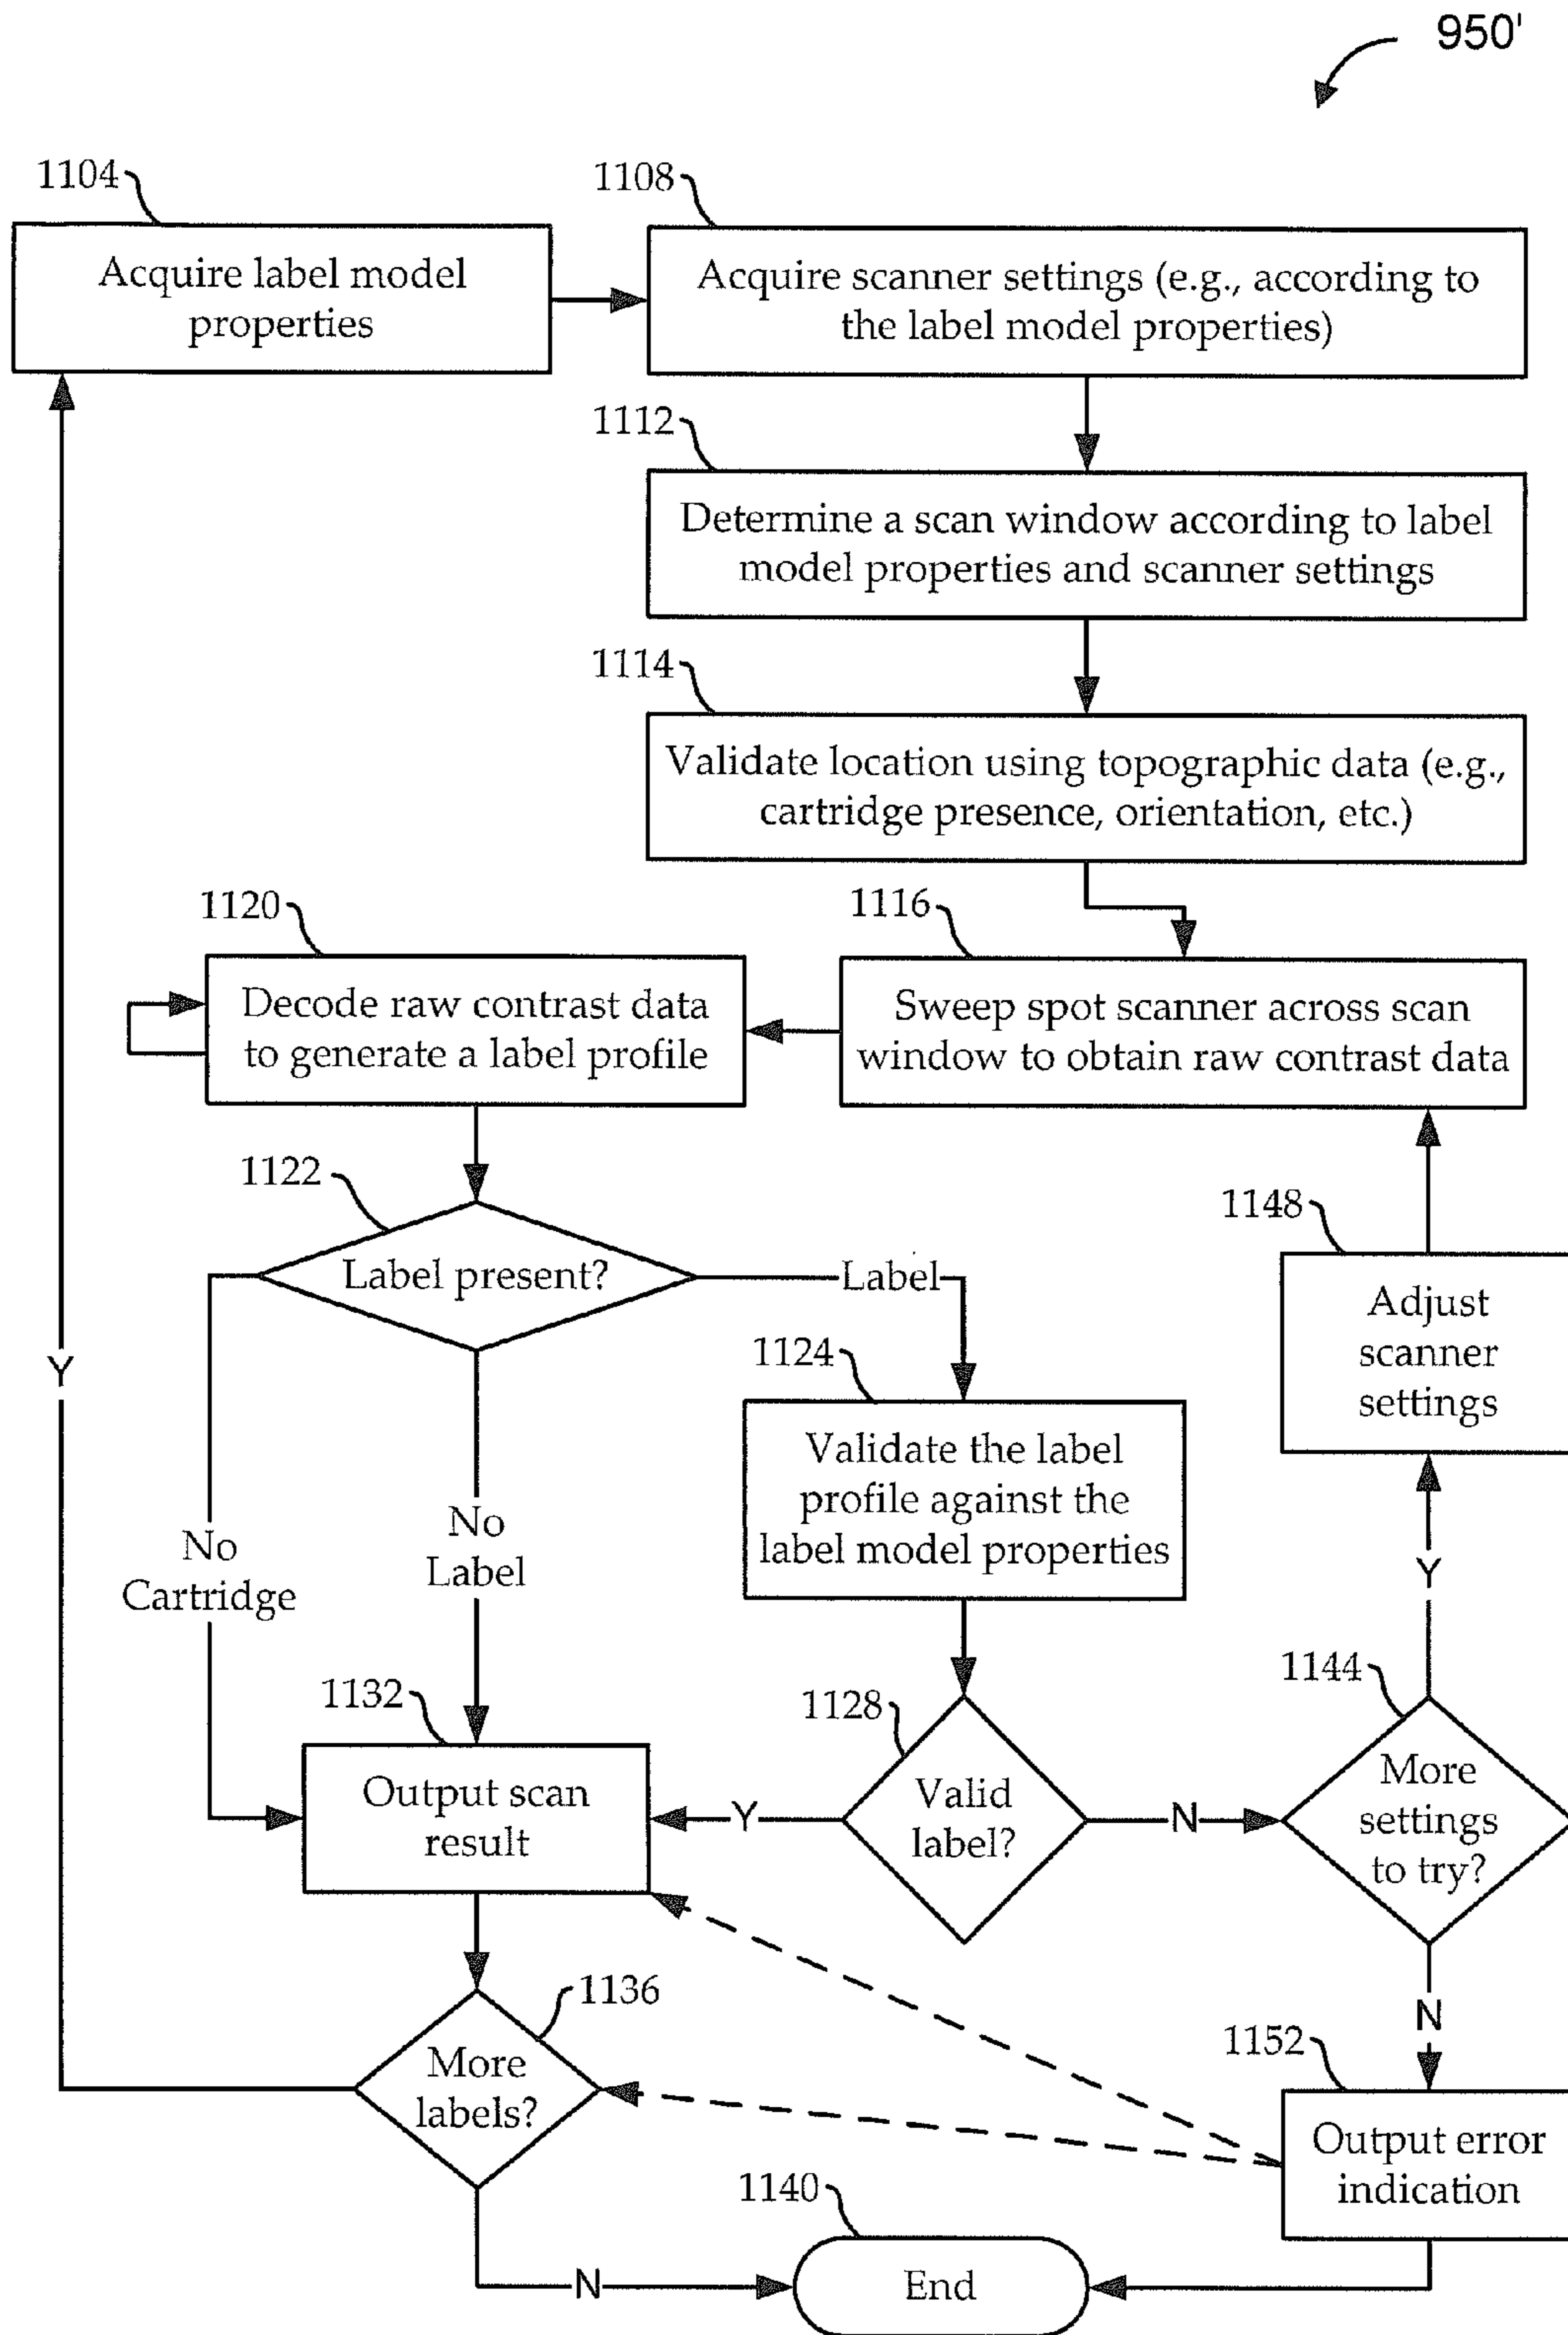 950'
1104
Acquire label model
properties
1108
Acquire scanner settings (e.g., according to
the label model properties)
1112
Determine a scan window according to label
model properties and scanner settings
1114
Validate location using topographic data (e.g.,
cartridge presence, orientation, etc.)
1116
Sweep spot scanner across scan
window to obtain raw contrast data
1120
Decode raw contrast data
to generate a label profile
1122
Label present?
Label
No
Cartridge
No
Label
1124
Validate the label
profile against the
label model properties
1128
Valid
label?
Y
N
1144
More
settings
to try?
Y
1148
Adjust
scanner
settings
N
1152
Output error
indication
1132
Output scan
result
1136
More
labels?
Y
N
1140
End